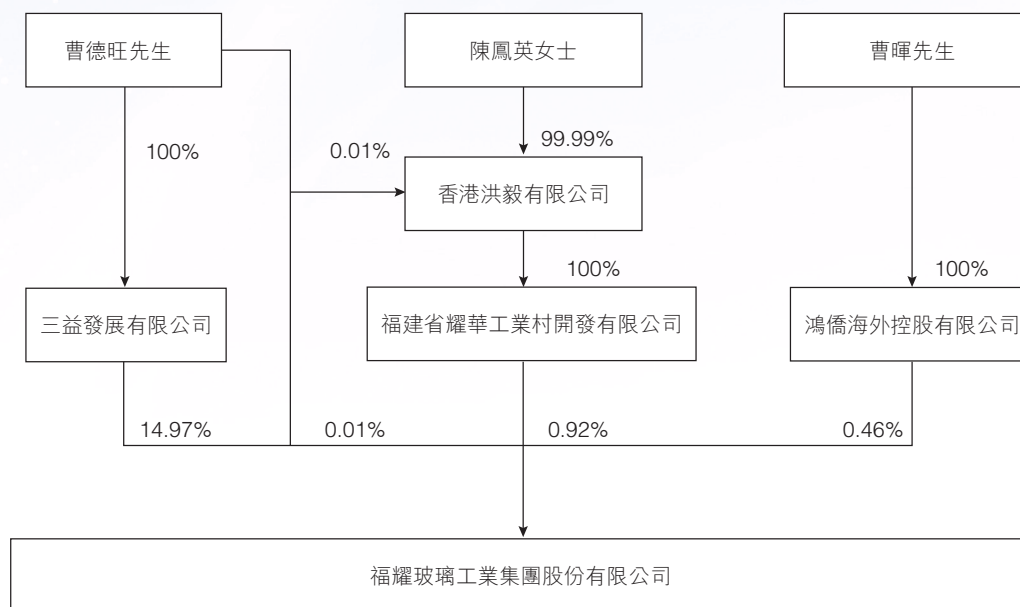 曹德旺先生
陳鳳英女士
曹暉先生
100%
0.01%
99.99%
香港洪毅有限公司
100%
100%
三益發展有限公司
福建省耀華工業村開發有限公司
鴻僑海外控股有限公司
14.97%
0.01%
0.92%
0.46%
福耀玻璃工業集團股份有限公司